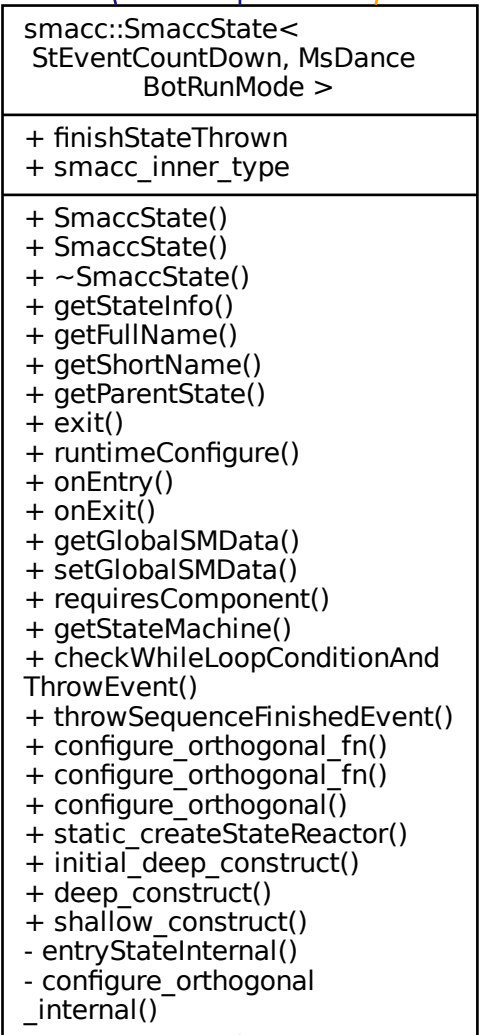 smacc::SmaccState<
StEventCountDown, MsDance
BotRunMode >
+ finishStateThrown
+ smacc_inner_type
+ SmaccState()
+ SmaccState()
+ ~SmaccState()
+ getStateInfo()
+ getFullName()
+ getShortName()
+ getParentState()
+ exit()
+ runtimeConfigure()
+ onEntry()
+ onExit()
+ getGlobalSMData()
+ setGlobalSMData()
+ requiresComponent()
+ getStateMachine()
+ checkWhileLoopConditionAnd
ThrowEvent()
+ throwSequenceFinishedEvent()
+ configure_orthogonal_fn()
+ configure_orthogonal_fn()
+ configure_orthogonal()
+ static_createStateReactor()
+ initial_deep_construct()
+ deep_construct()
+ shallow_construct()
- entryStateInternal()
- configure_orthogonal
_internal()